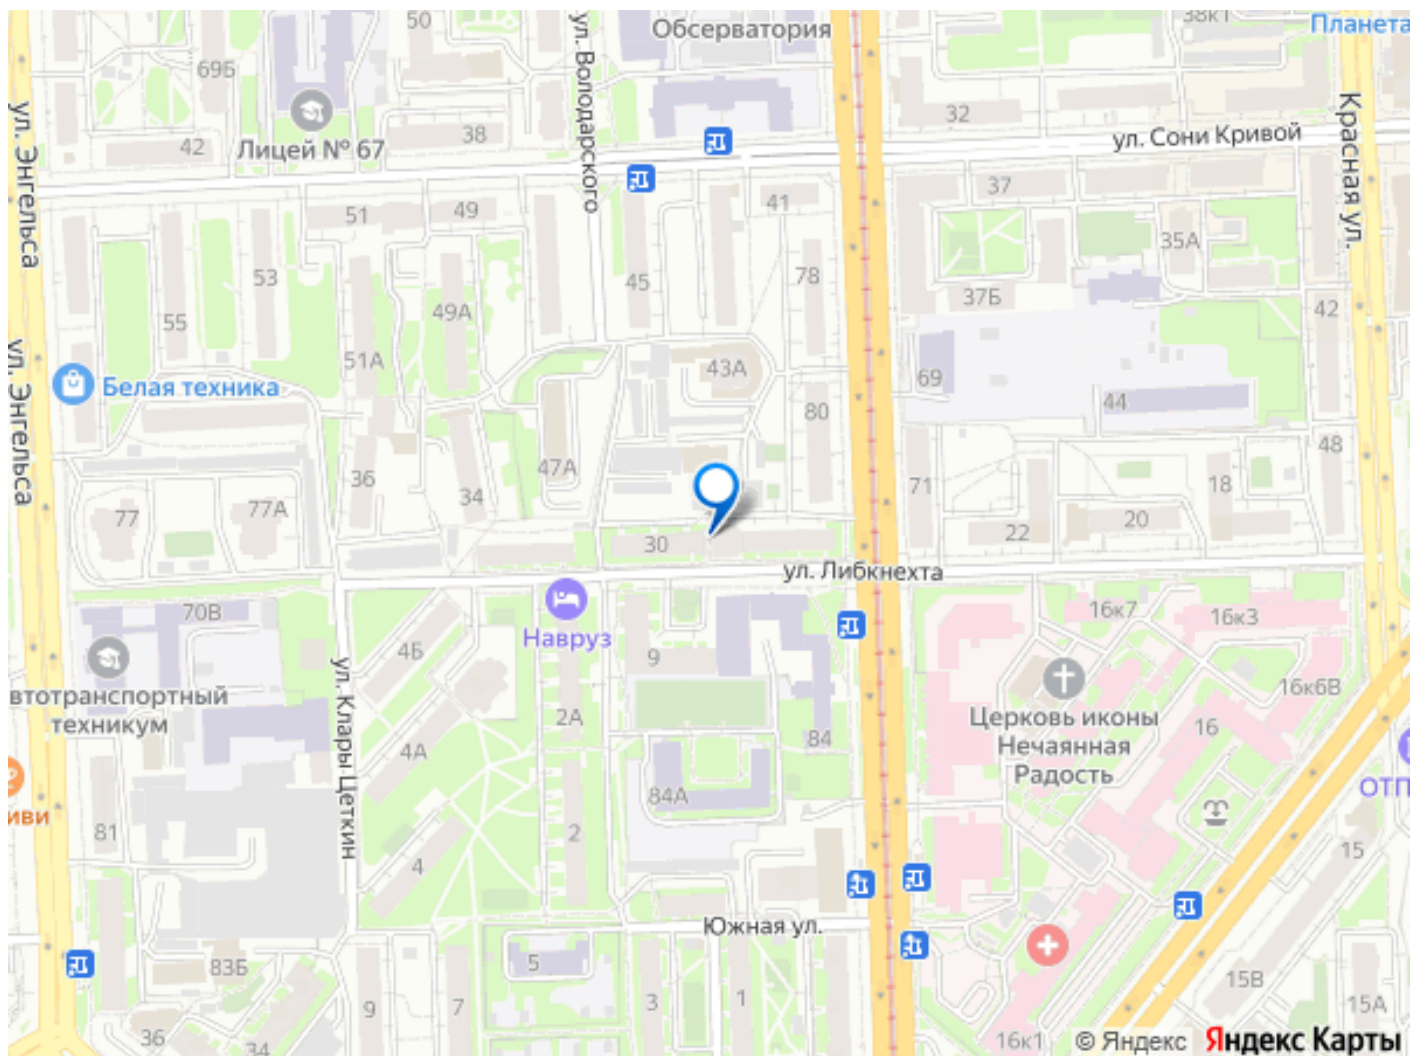 50
ул. Володарского
Обсерватория
38к1
Планета
69Б
ул. Энгельса
Лицей № 67
42
38
32
ул. Сони Кривой
Красная ул.
51
49
41
37
35А
53
45
78
37Б
42
55
49А
51А
43А
69
44
ул. Энгельса
Белая техника
80
48
36
34
47А
71
18
77
77А
22
20
30
ул. Либкнехта
70В
Навруз
16к7
16к3
4Б
9
втотранспортный
техникум
ул. Клары Цеткин
2А
84
Церковь иконы
Нечаянная
Радость
16
16к6В
4А
84А
ОТП
иви
81
2
15
4
Южная ул.
83Б
5
15В
9
7
3
1
15А
36
34
16к1
© Яндекс Яндекс Карты